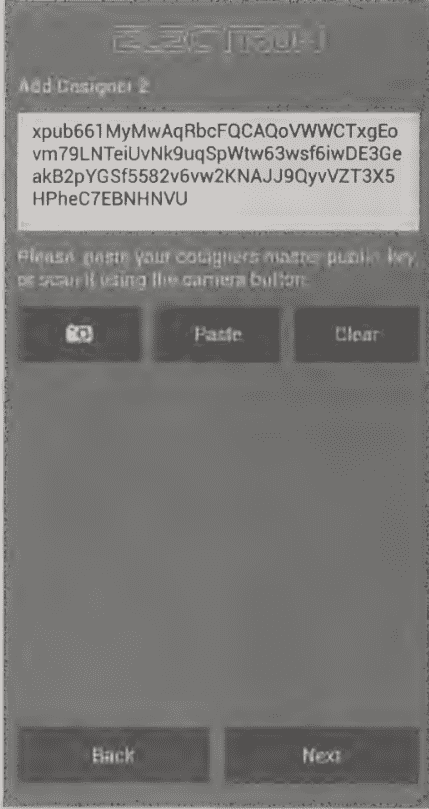 ELECTRUM
Add Cosigner 2
xpub661MyMwAqRbcFQCAQoVWWCTxgEo
vm79LNTeiUvNk9uqSpWtw63wsf6iwDE3Ge
akB2pYGSf5582v6vw2KNAJJ9QyvVZT3X5
HPheC7EBNHNVU
Please paste your cosigners master public key,
or scan it using the camera button.
Paste
Clear
Back
Next